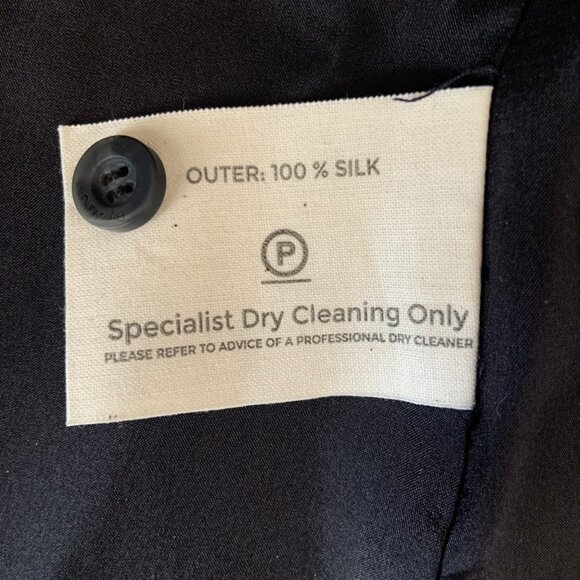 OUTER: 100 % SILK
P
Specialist Dry Cleaning Only
PLEASE REFER TO ADVICE OF A PROFESSIONAL DRY CLEANER